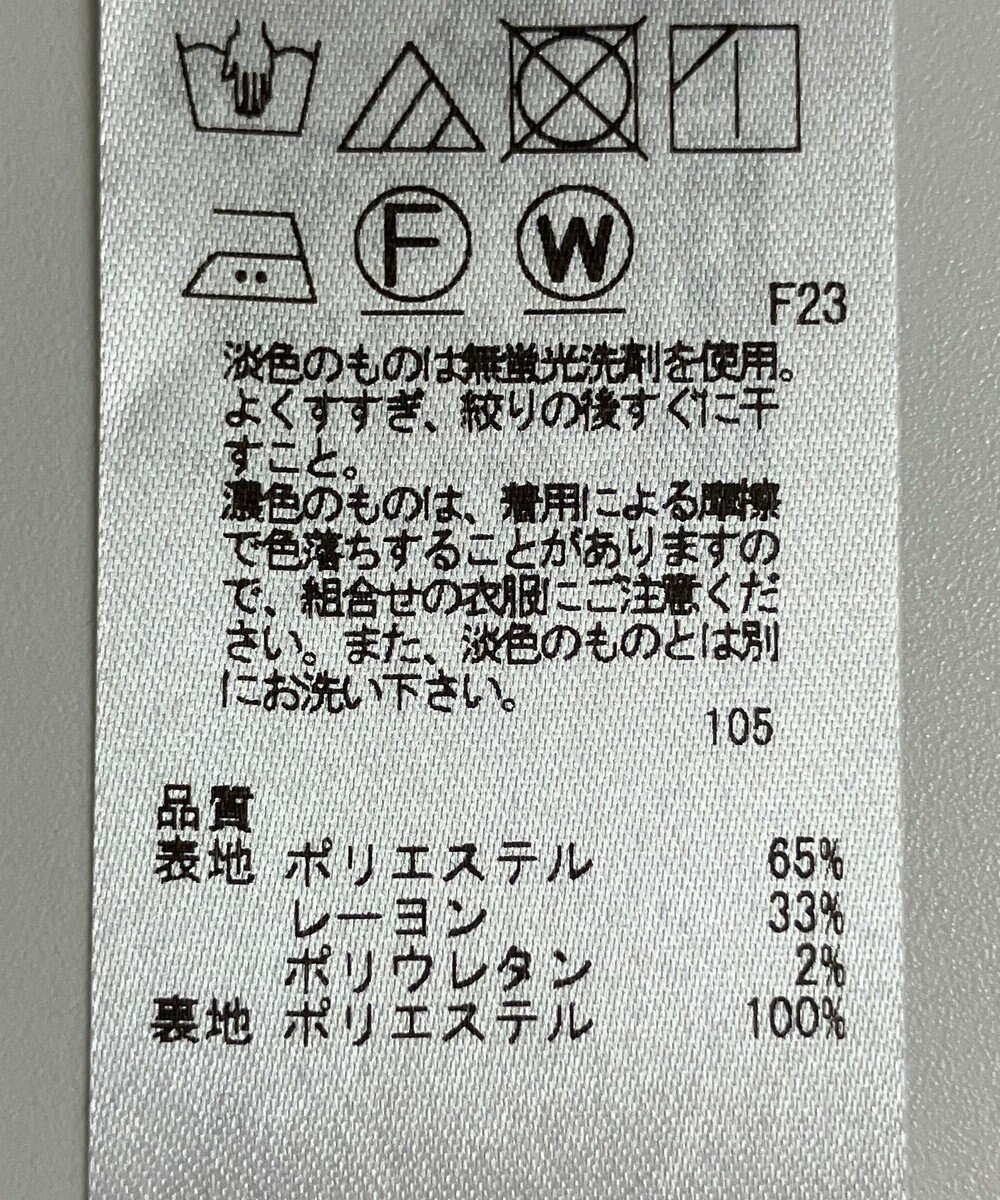 F W
F23
淡色のものは無蛍光洗剤を使用。
よくすすぎ、絞りの後すぐに干
すこと。
濃色のものは、着用による摩擦
で色落ちすることがありますの
で、組合せの衣服にご注意くだ
さい。また、淡色のものとは別
にお洗い下さい。
105
品質
表地 ポリエステル 65%
レーヨン 33%
ポリウレタン 2%
裏地 ポリエステル 100%